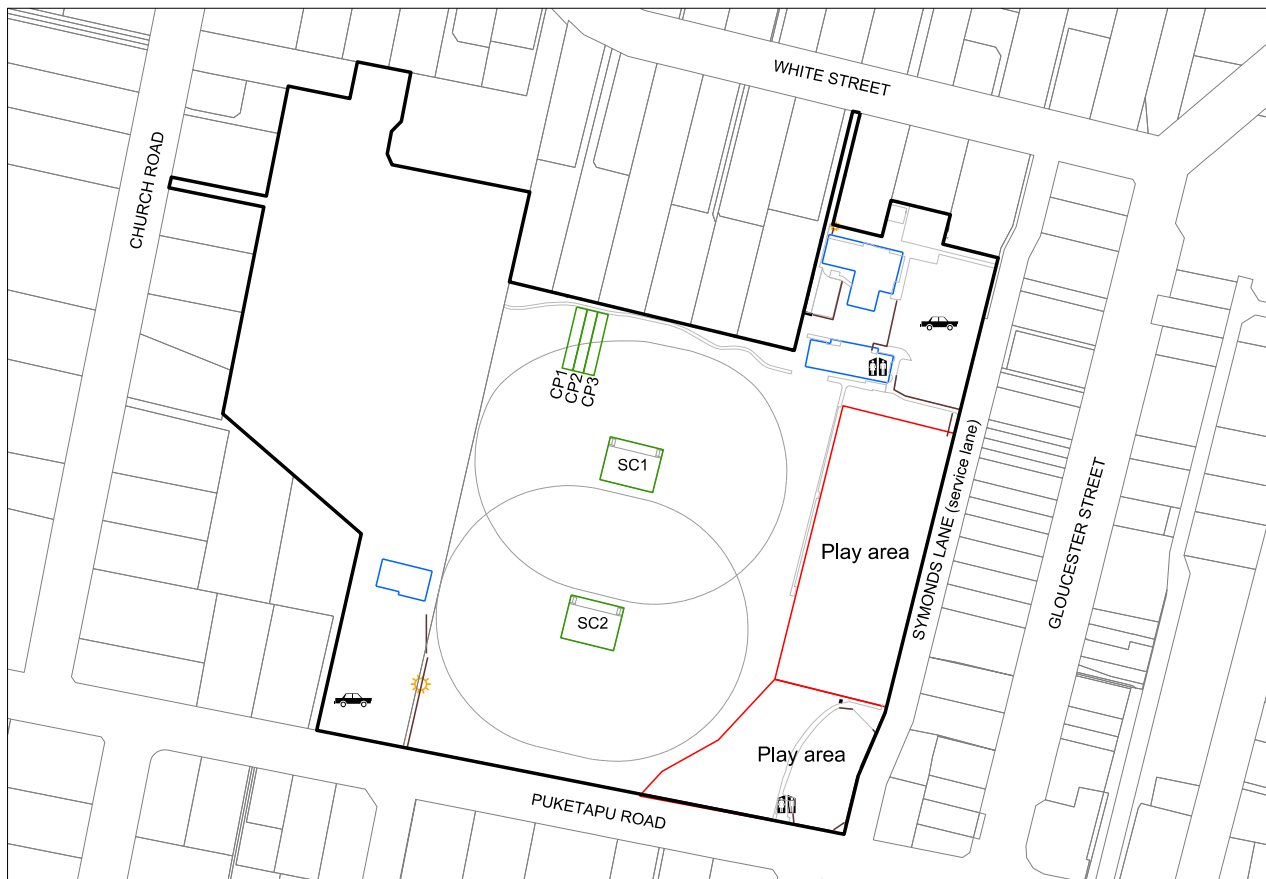 WHITE STREET
CHURCH ROAD
CP1
CP2
CP3
SC1
SYMONDS LANE (service lane)
GLOUCESTER STREET
Play area
SC2
Play area
PUKETAPU ROAD